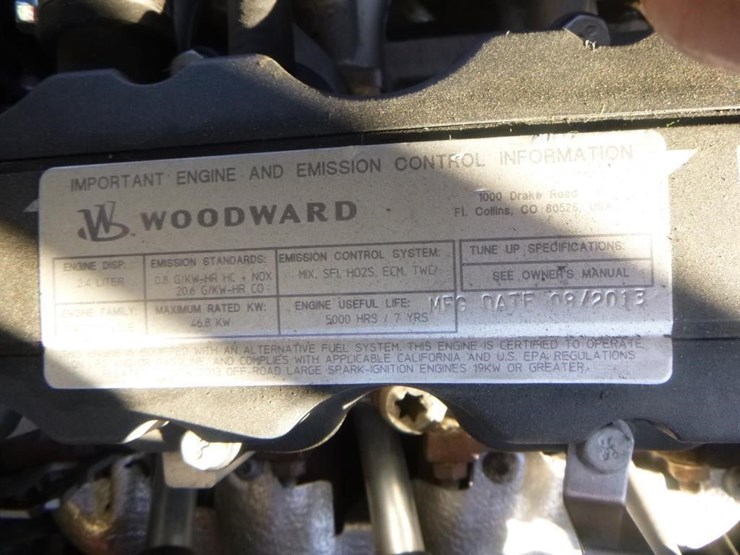 IMPORTANT ENGINE AND EMISSION CONTROL INFORMATION
W WOODWARD
1000 Drake Road
Ft. Collins, CO 80525, USA
ENGINE DISP:
2.4 LITER
EMISSION STANDARDS:
0.8 G/KW-HR HC + NOX
20.6 G/KW-HR CO
EMISSION CONTROL SYSTEM:
MIX, SFI, HO2S, ECM, TWC
TUNE UP SPECIFICATIONS:
SEE OWNER'S MANUAL
ENGINE FAMILY:
MAXIMUM RATED KW:
46.8 KW
ENGINE USEFUL LIFE:
5000 HRS / 7 YRS
MFG DATE 09/2013
WITH AN ALTERNATIVE FUEL SYSTEM. THIS ENGINE IS CERTIFIED TO OPERATE
AND COMPLIES WITH APPLICABLE CALIFORNIA AND U.S. EPA REGULATIONS
OFF-ROAD LARGE SPARK-IGNITION ENGINES 19KW OR GREATER.